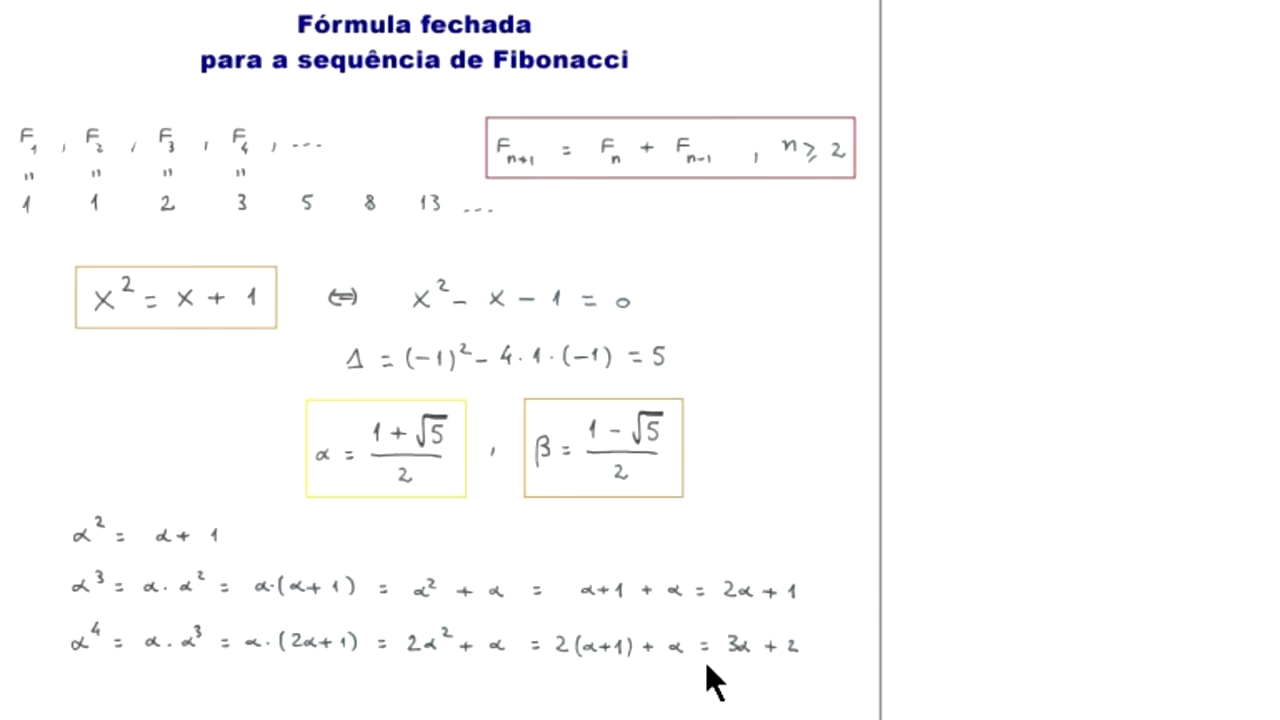 Fórmula fechada
para a sequência de Fibonacci
F₁ , F₂ , F₃ , F₄ , ...
Fₙ₊₁ = Fₙ + Fₙ₋₁ , n ⩾ 2
" " " "
1 1 2 3 5 8 13 ...
x² = x + 1 ⇔ x² - x - 1 = 0
Δ = (-1)² - 4·1·(-1) = 5
α = (1 + √5)/2 , β = (1 - √5)/2
α² = α + 1
α³ = α·α² = α·(α+1) = α² + α = α+1 + α = 2α + 1
α⁴ = α·α³ = α·(2α+1) = 2α² + α = 2(α+1) + α = 3α + 2